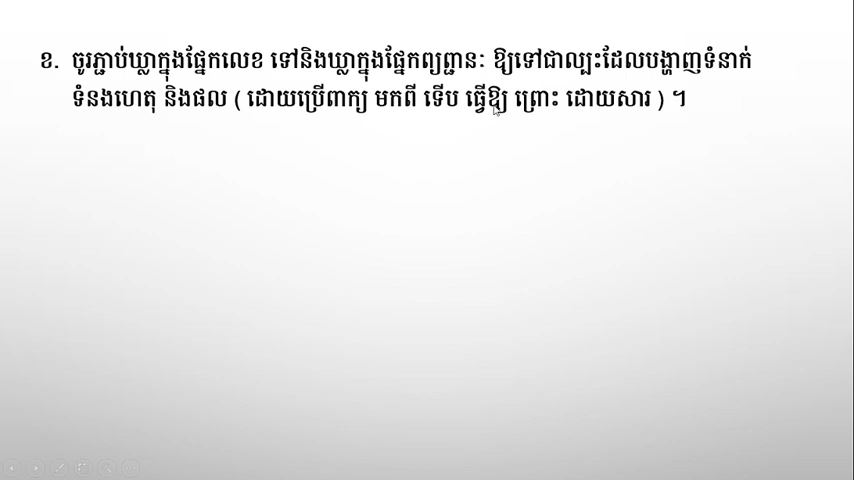 ខ. ចូរភ្ជាប់ឃ្លាក្នុងផ្នែកលេខ ទៅនិងឃ្លាក្នុងផ្នែកព្យព្ជានៈ ឱ្យទៅជាល្បះដែលបង្ហាញទំនាក់
ទំនងហេតុ និងផល ( ដោយប្រើពាក្យ មកពី ទើប ធ្វើឱ្យ ព្រោះ ដោយសារ ) ។